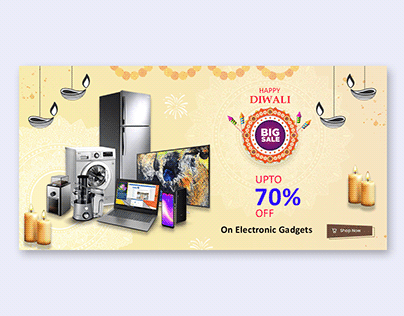 HAPPY
DIWALI
BIG
SALE
UPTO
70%
OFF
On Electronic Gadgets
Shop Now